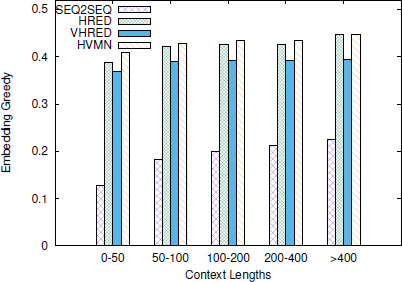 0.5
0.4
0.3
0.2
0.1
0
Embedding Greedy
SEQ2SEQ
HRED
VHRED
HVMN
0-50 50-100 100-200 200-400 >400
Context Lengths